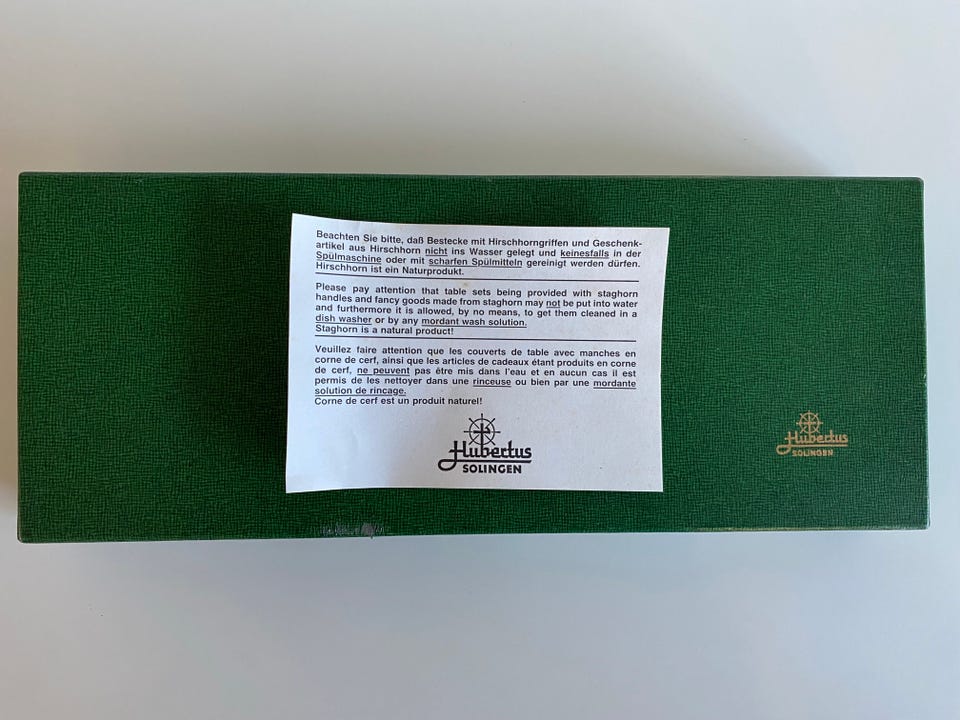 Beachten Sie bitte, daß Bestecke mit Hirschhorngriffen und Geschenk-
artikel aus Hirschhorn nicht ins Wasser gelegt und keinesfalls in der
Spülmaschine oder mit scharfen Spülmitteln gereinigt werden dürfen.
Hirschhorn ist ein Naturprodukt.
Please pay attention that table sets being provided with staghorn
handles and fancy goods made from staghorn may not be put into water
and furthermore it is allowed, by no means, to get them cleaned in a
dish washer or by any mordant wash solution.
Staghorn is a natural product!
Veuillez faire attention que les couverts de table avec manches en
corne de cerf, ainsi que les articles de cadeaux étant produits en corne
de cerf, ne peuvent pas être mis dans l'eau et en aucun cas il est
permis de les nettoyer dans une rinceuse ou bien par une mordante
solution de rincage.
Corne de cerf est un produit naturel!
Hubertus
SOLINGEN
Hubertus
SOLINGEN